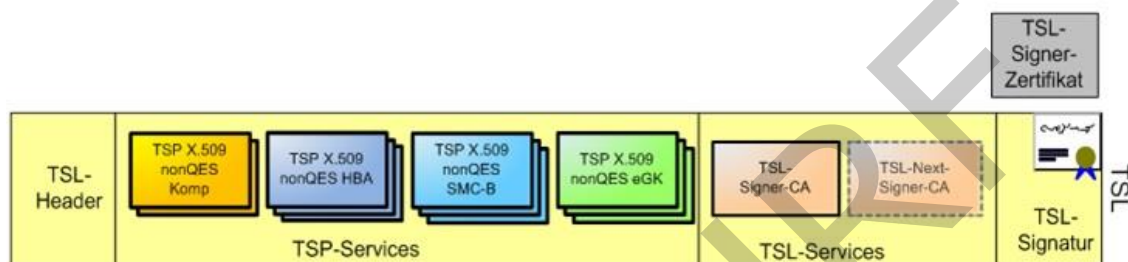 TSL-
Signer-
Zertifikat
TSL-
Header
TSP X.509
nonQES
Komp
TSP X.509
nonQES HBA
TSP X.509
nonQES
SMC-B
TSP X.509
nonQES eGK
TSP-Services
TSL-
Signer-CA
TSL-Next-
Signer-CA
TSL-Services
TSL-
Signatur
TSL